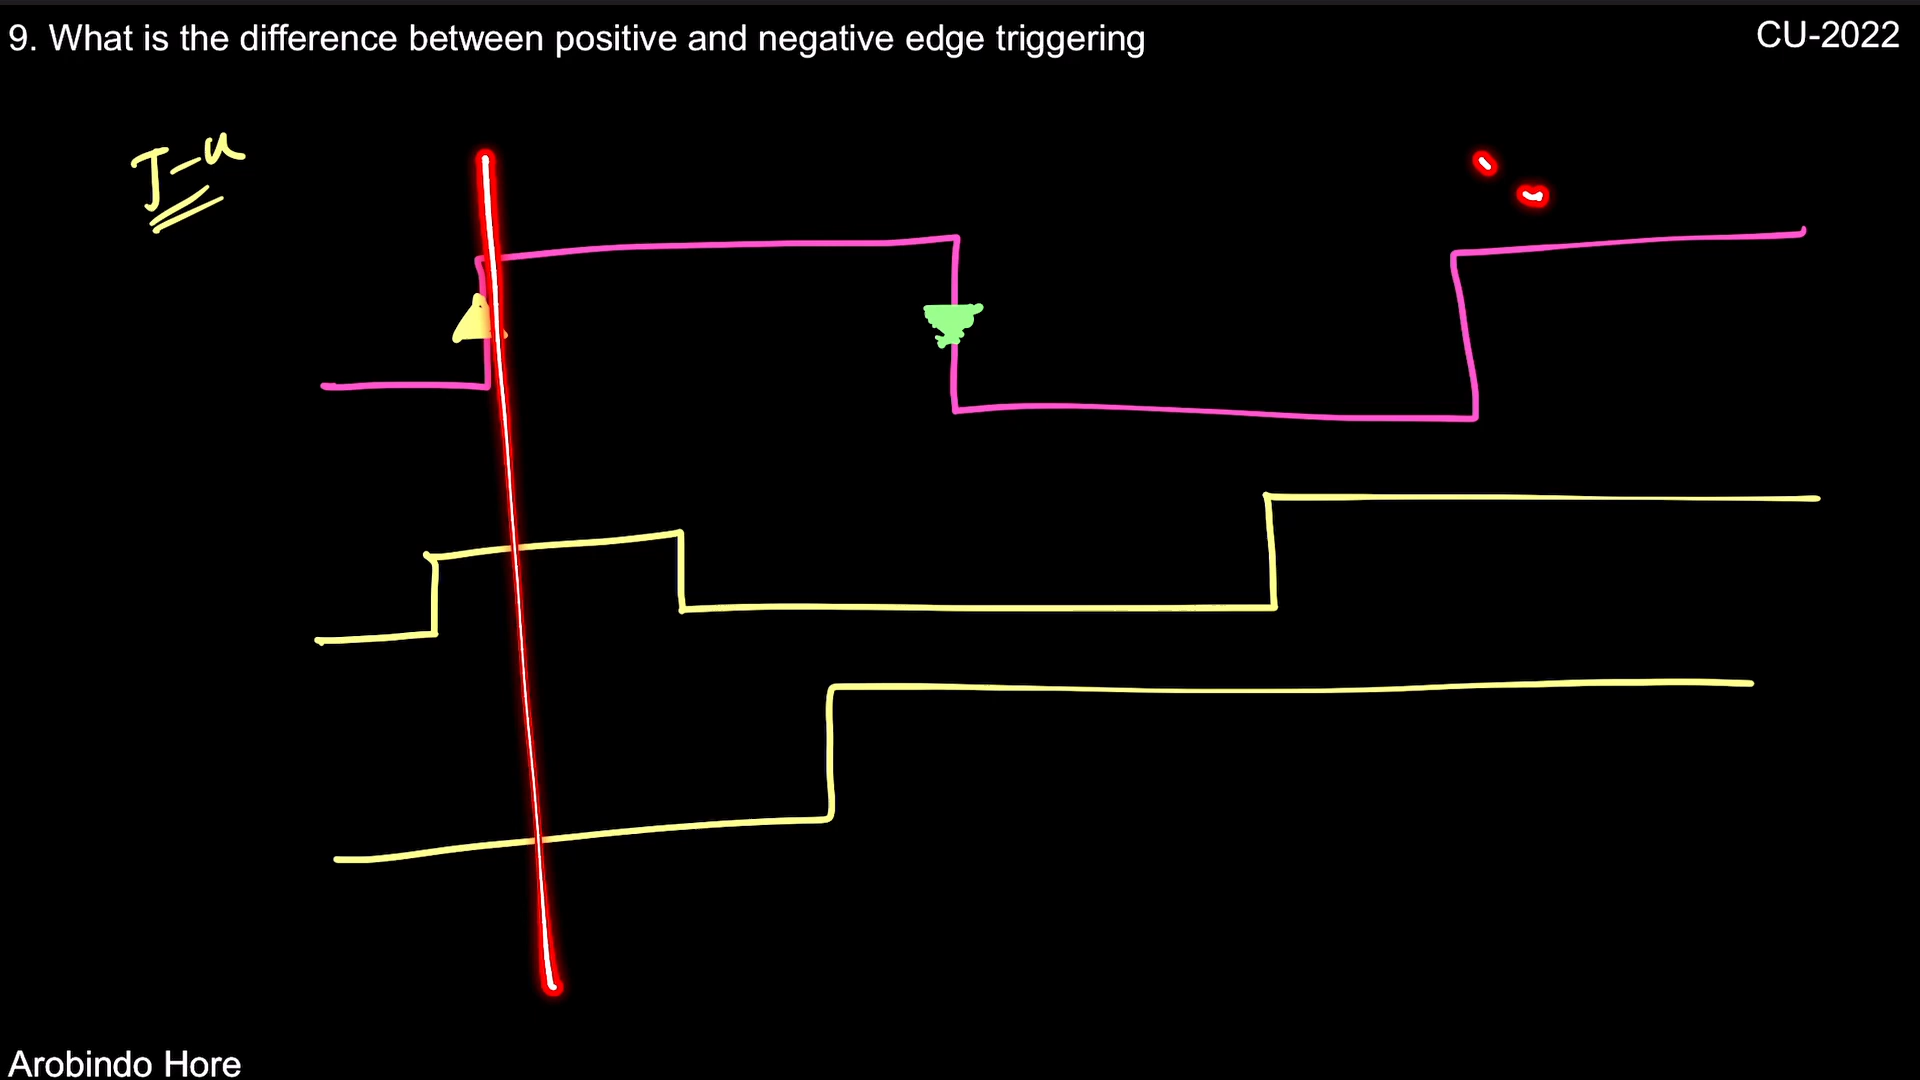 9. What is the difference between positive and negative edge triggering
CU-2022
Arobindo Hore